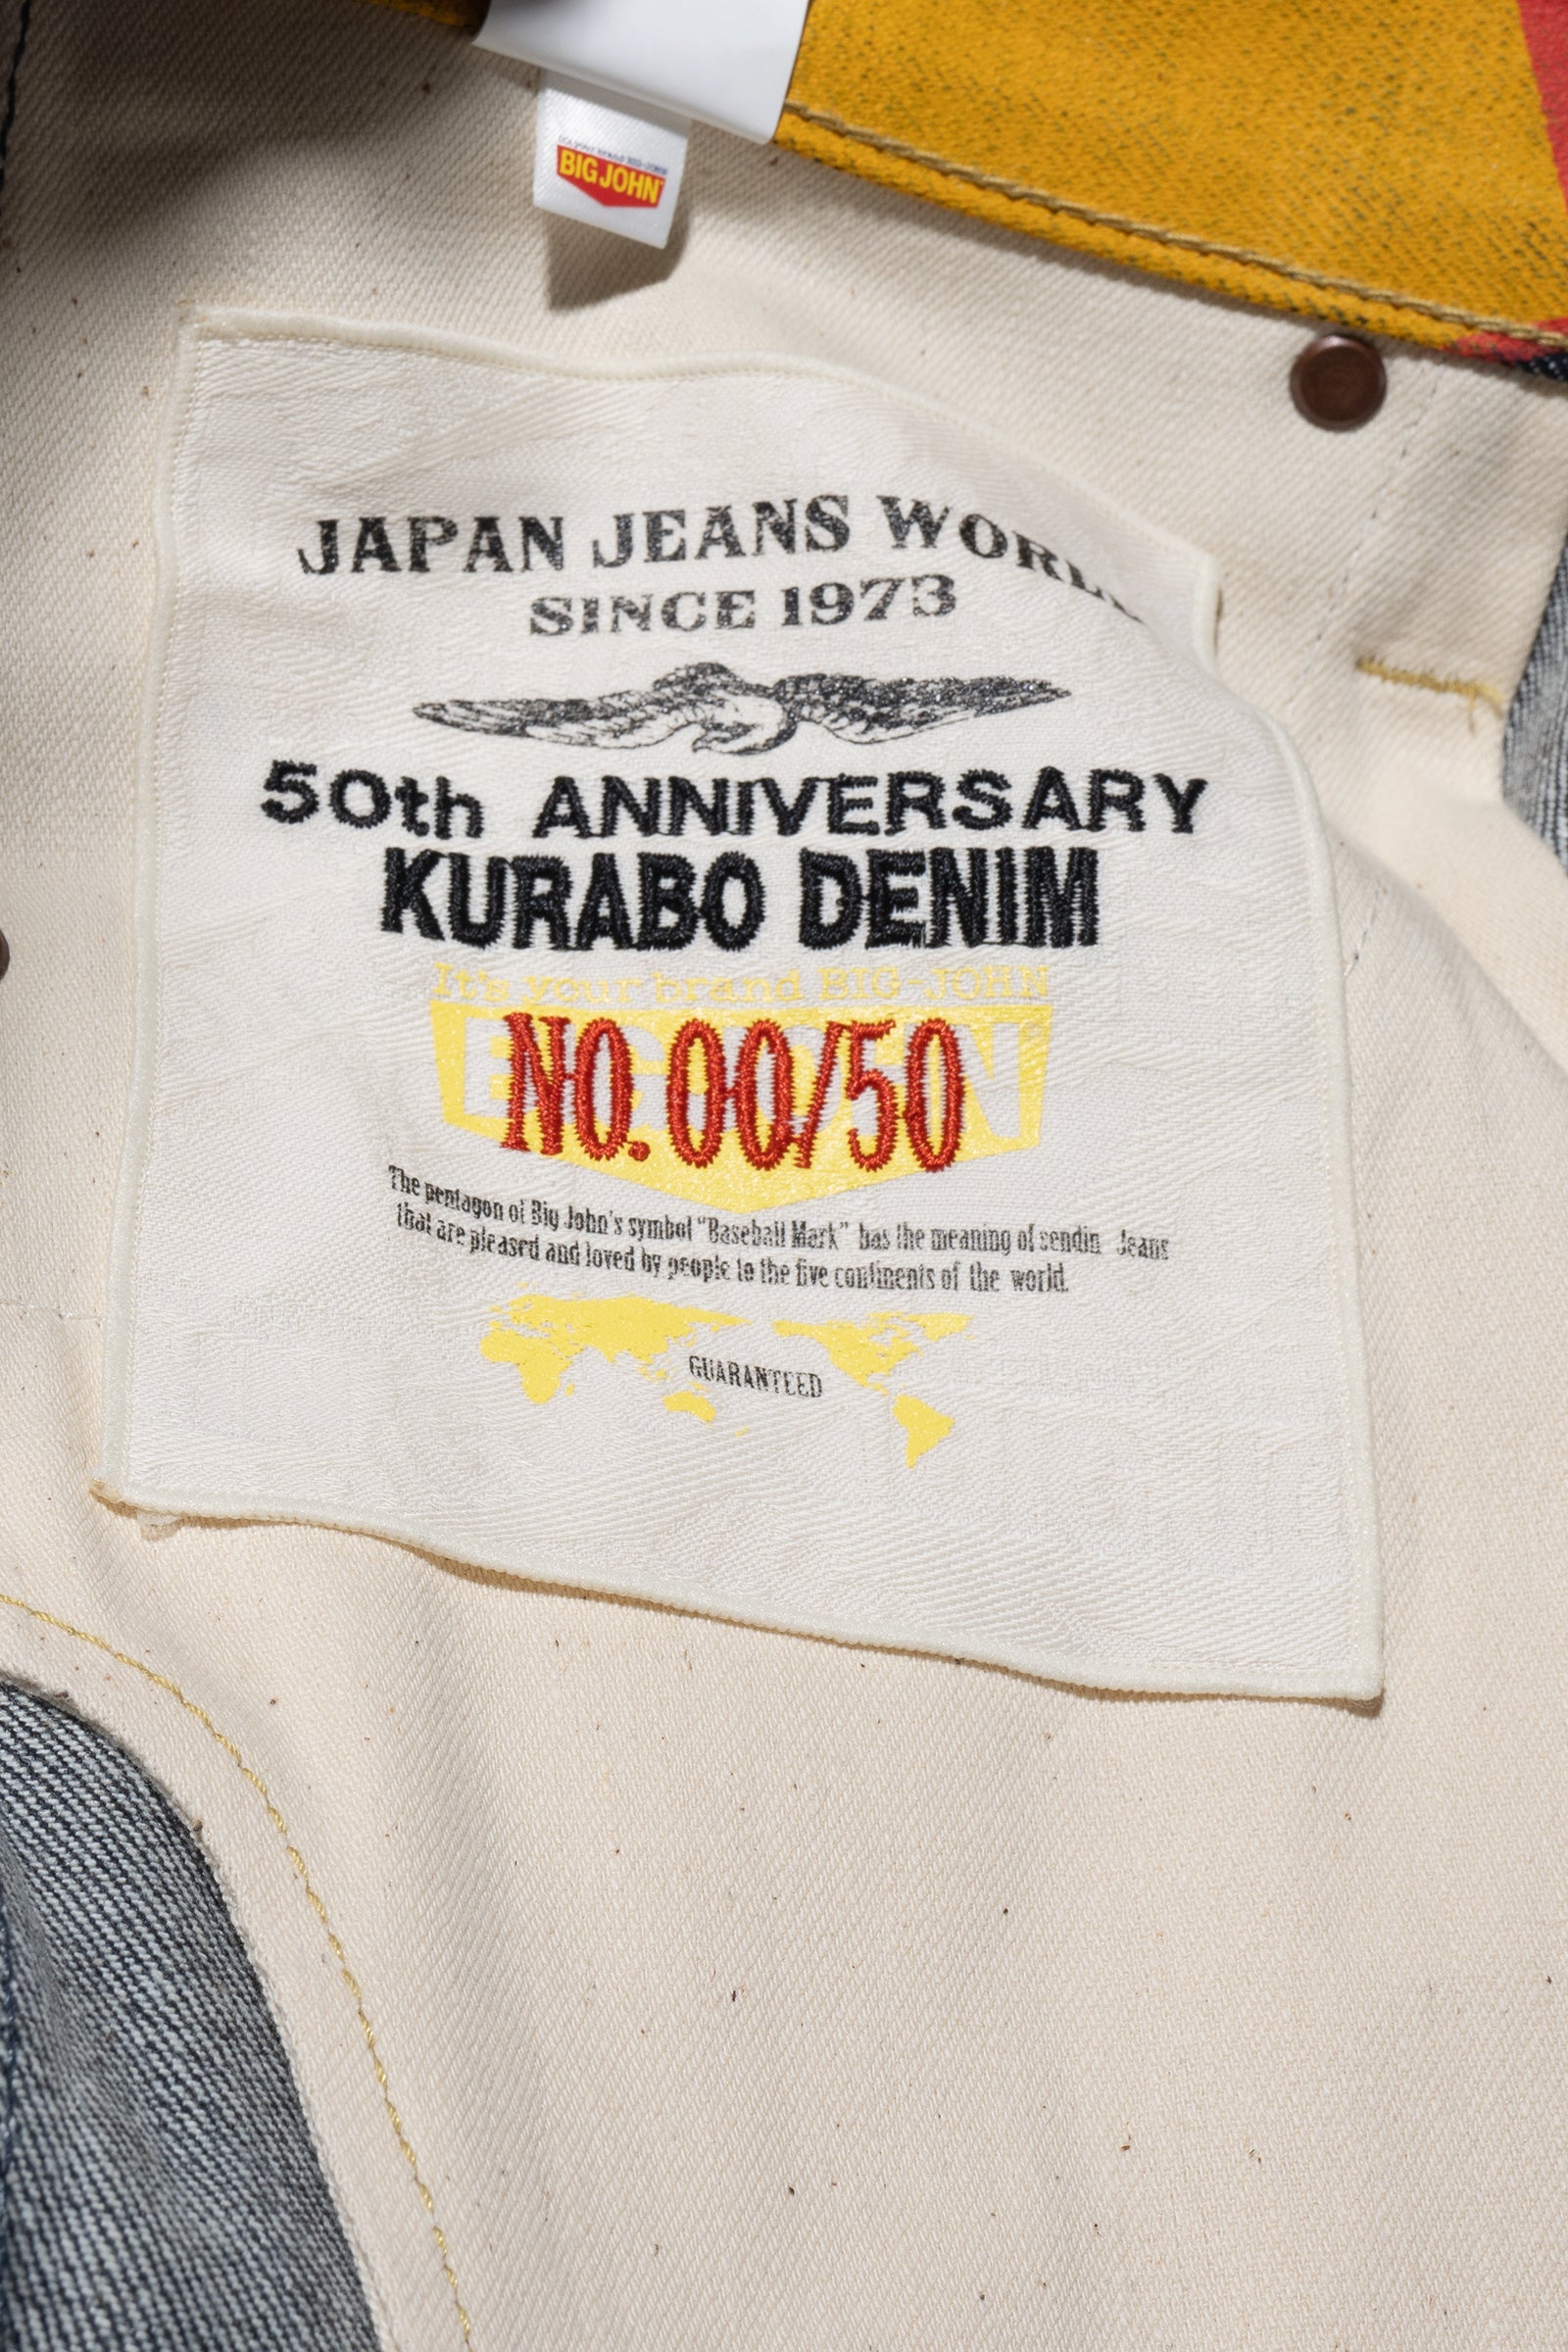 BIG JOHN
JAPAN JEANS WORLD
SINCE 1973
50th ANNIVERSARY
KURABO DENIM
It's your brand BIG-JOHN
BIG JOHN
NO. 00/50
The pentagon of Big John's symbol "Baseball Mark" has the meaning of sendin Jeans
that are pleased and loved by people to the five continents of the world.
GUARANTEED